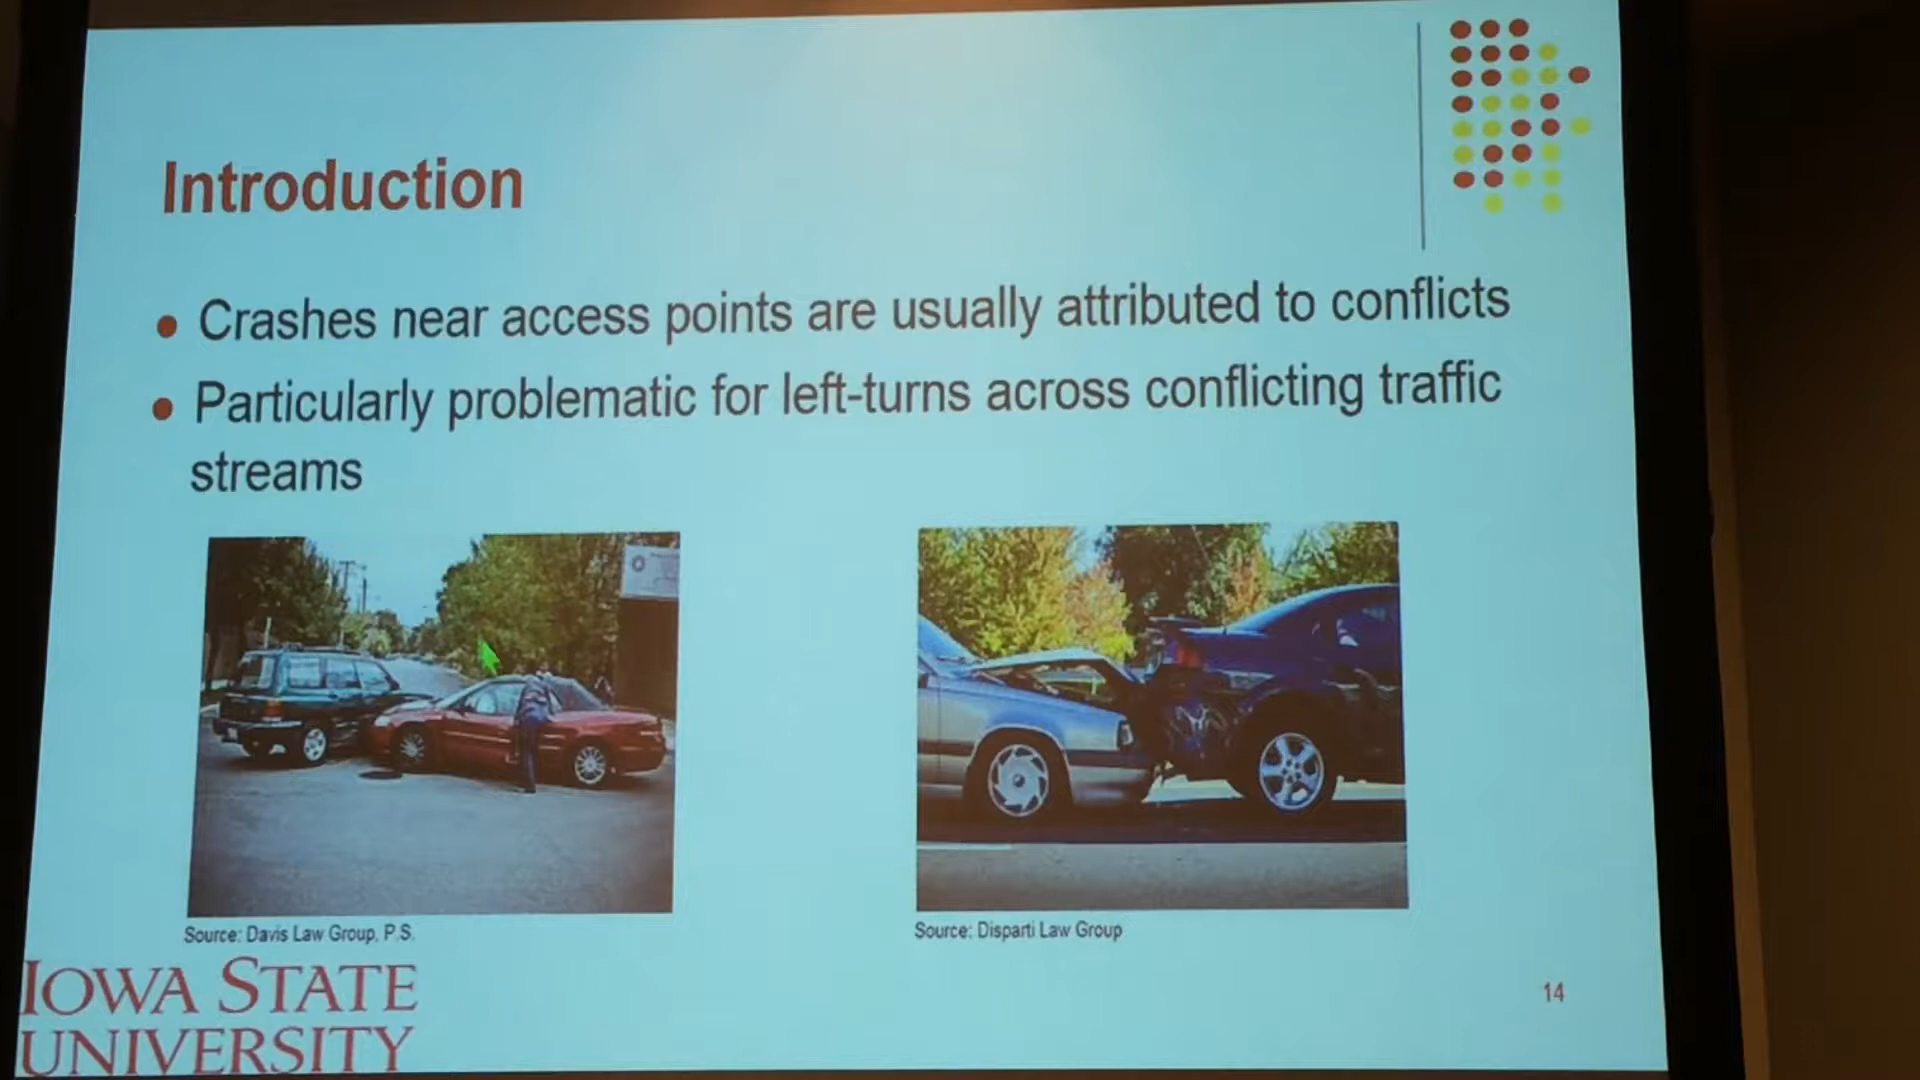 Introduction
Crashes near access points are usually attributed to conflicts
Particularly problematic for left-turns across conflicting traffic
streams
Source: Davis Law Group, P.S.
Source: Disparti Law Group
IOWA STATE
UNIVERSITY
14